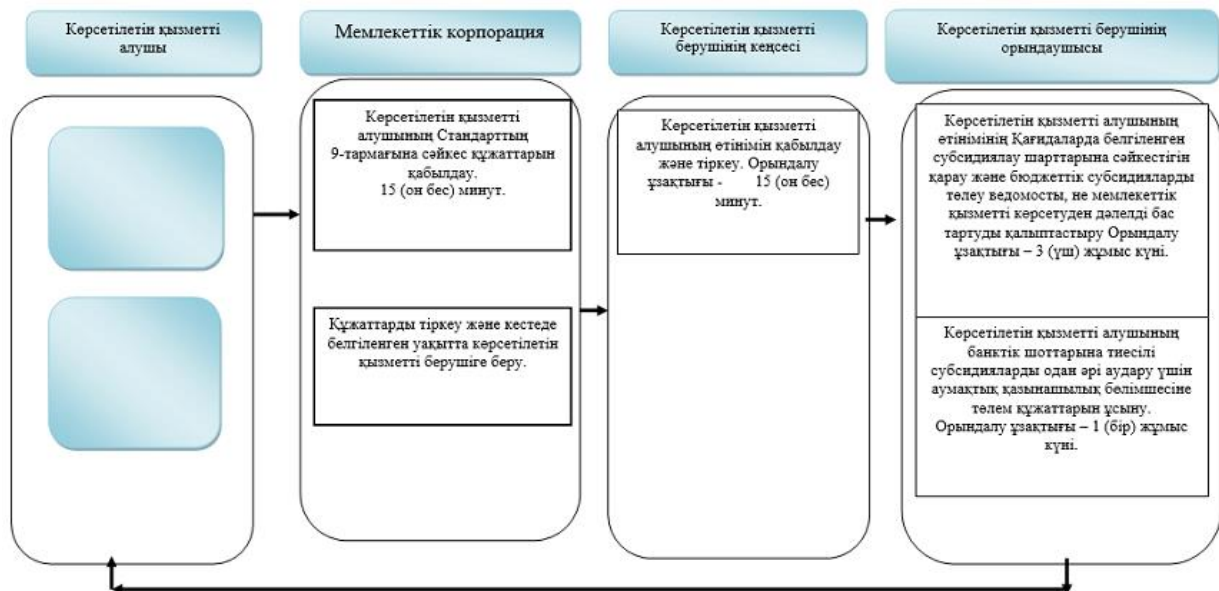 Көрсетілетін қызметті
алушы
Мемлекеттік корпорация
Көрсетілетін қызметті
берушінің кеңсесі
Көрсетілетін қызметті берушінің
орындаушысы
Көрсетілетін қызметті
алушының Стандарттың
9-тармағына сәйкес құжаттарын
қабылдау.
15 (он бес) минут.
Құжаттарды тіркеу және кестеде
белгіленген уақытта көрсетілетін
қызметті берушіге беру.
Көрсетілетін қызметті
алушының өтінімін қабылдау
және тіркеу. Орындалу
ұзақтығы - 15 (он бес)
минут.
Көрсетілетін қызметті алушының
өтінімінің Қағидаларда белгіленген
субсидиялау шарттарына сәйкестігін
қарау және бюджеттік субсидияларды
төлеу ведомосты, не мемлекеттік
қызметті көрсетуден дәлелді бас
тартуды қалыптастыру Орындалу
ұзақтығы – 3 (үш) жұмыс күні.
Көрсетілетін қызметті алушының
банктік шоттарына тиесілі
субсидияларды одан әрі аудару үшін
аумақтық қазынашылық бөлімшесіне
төлем құжаттарын ұсыну.
Орындалу ұзақтығы – 1 (бір) жұмыс
күні.